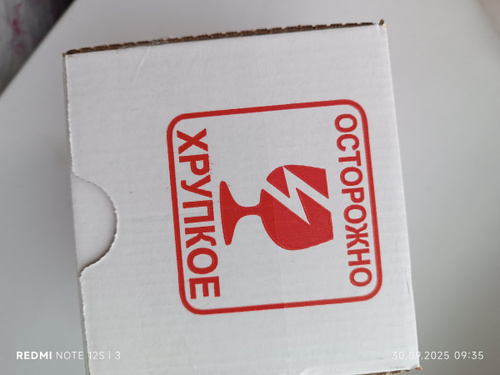 ОСТОРОЖНО
ХРУПКОЕ
REDMI NOTE 12S | 3
30.09.2025 09:35